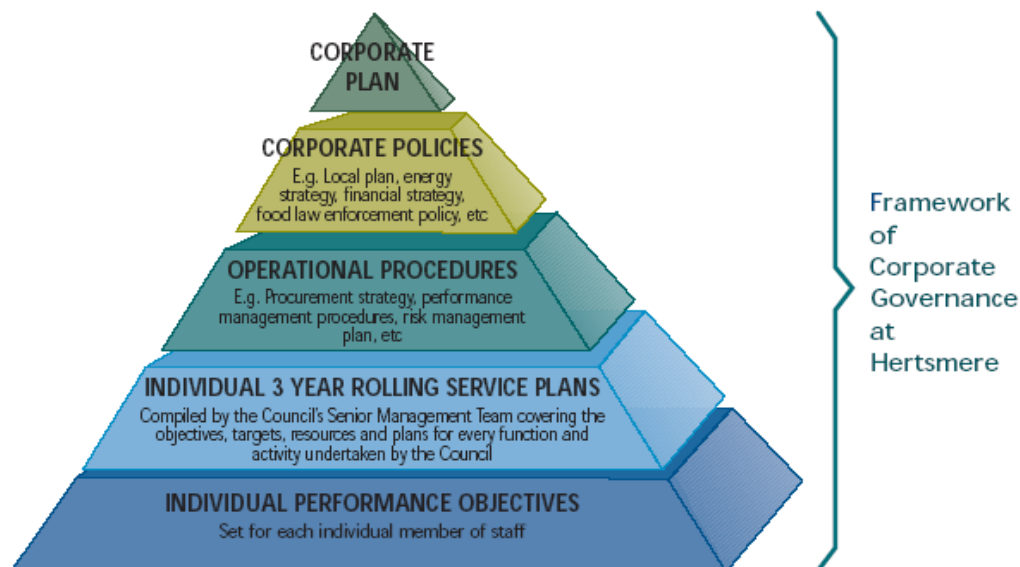 CORPORATE
PLAN
CORPORATE POLICIES
E.g. Local plan, energy
strategy, financial strategy,
food law enforcement policy, etc
OPERATIONAL PROCEDURES
E.g. Procurement strategy, performance
management procedures, risk management
plan, etc
INDIVIDUAL 3 YEAR ROLLING SERVICE PLANS
Compiled by the Council's Senior Management Team covering the
objectives, targets, resources and plans for every function and
activity undertaken by the Council
INDIVIDUAL PERFORMANCE OBJECTIVES
Set for each individual member of staff
Framework
of
Corporate
Governance
at
Hertsmere